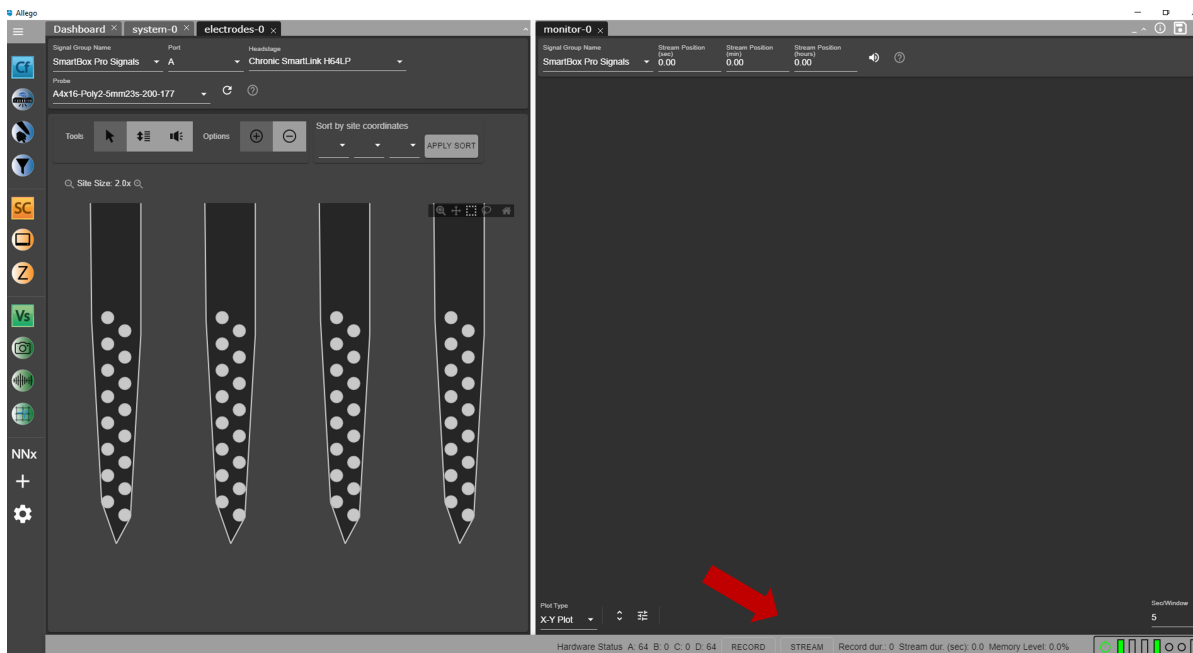 Allego
Dashboard × system-0 × electrodes-0 ×
Signal Group Name Port Headstage
SmartBox Pro Signals A Chronic SmartLink H64LP
Probe
A4x16-Poly2-5mm23s-200-177
Tools Options Sort by site coordinates
APPLY SORT
Site Size: 2.0x
Cf
SC
Z
Vs
NNx
monitor-0 ×
Signal Group Name Stream Position (sec) Stream Position (min) Stream Position (hours)
SmartBox Pro Signals 0.00 0.00 0.00
Plot Type
X-Y Plot
Sec/Window
5
Hardware Status A: 64 B: 0 C: 0 D: 64 RECORD STREAM Record dur.: 0 Stream dur. (sec): 0.0 Memory Level: 0.0%